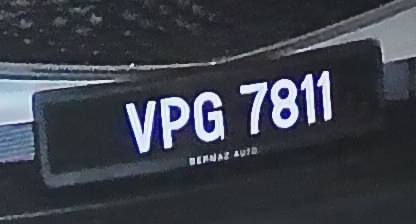 VPG 7811
BERMAZ AUTO